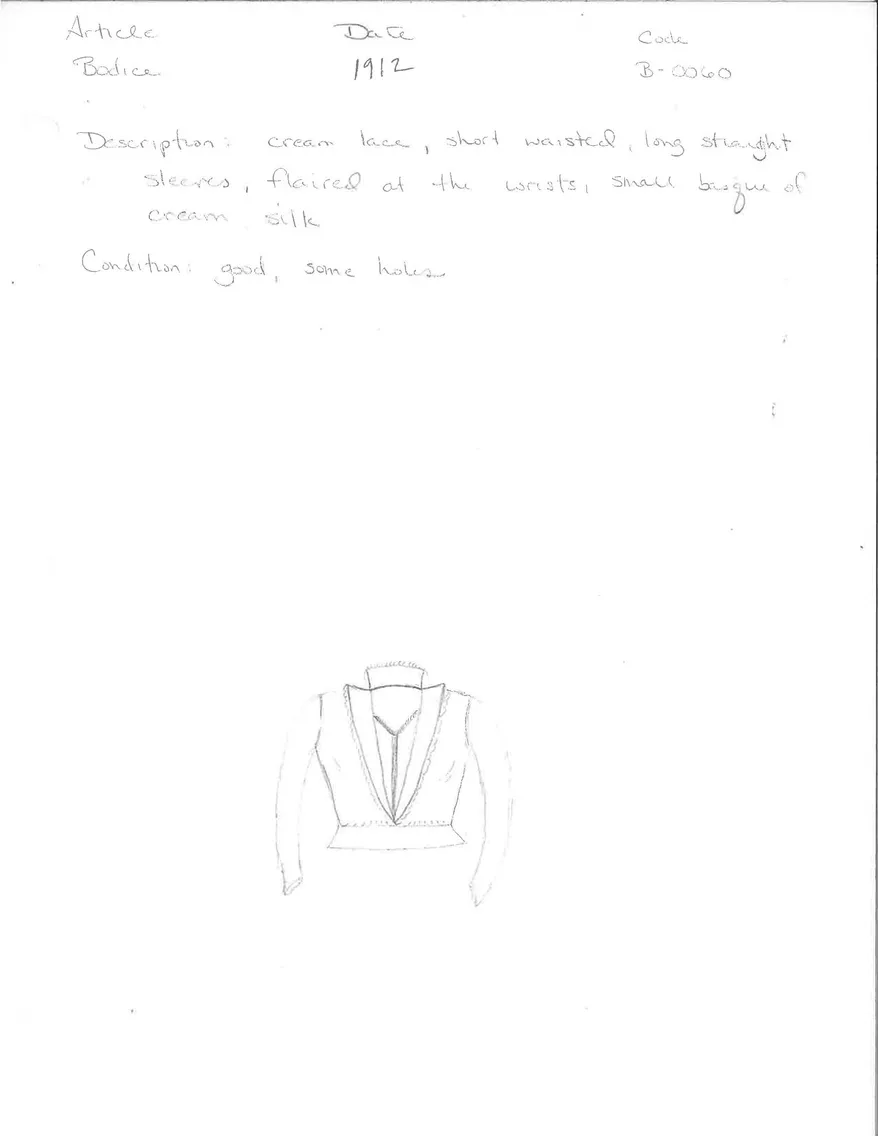 Article Date Code
Bodice 1912 B-0060
Description: cream lace, short waisted, long straight
sleeves, flaired at the wrists, small basque of
cream silk
Condition: good, some holes